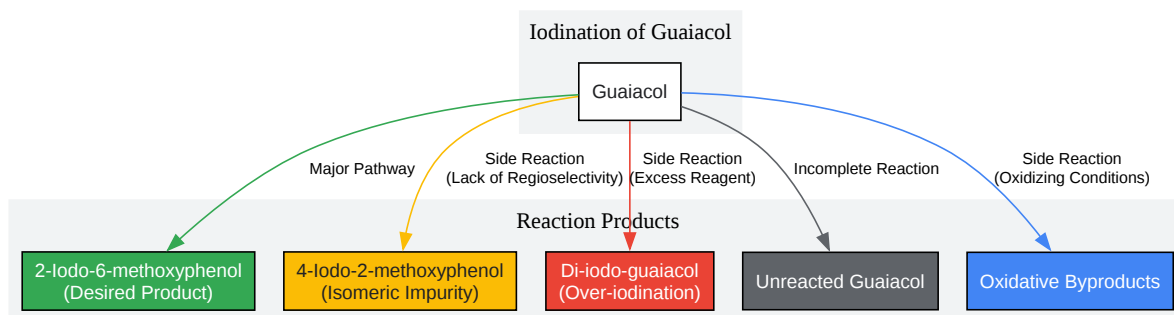 Iodination of Guaiacol
Guaiacol
Major Pathway
Side Reaction
(Lack of Regioselectivity)
Side Reaction
(Excess Reagent)
Incomplete Reaction
Side Reaction
(Oxidizing Conditions)
Reaction Products
2-Iodo-6-methoxyphenol
(Desired Product)
4-Iodo-2-methoxyphenol
(Isomeric Impurity)
Di-iodo-guaiacol
(Over-iodination)
Unreacted Guaiacol
Oxidative Byproducts